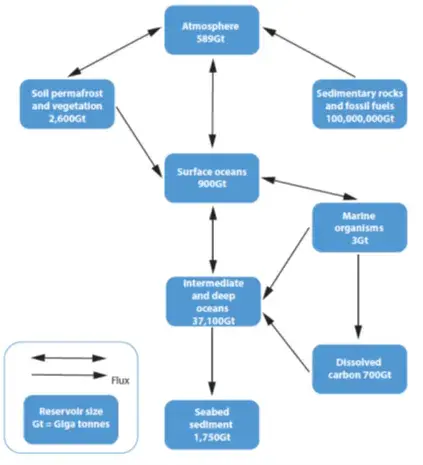 Atmosphere
589Gt
Soil permafrost
and vegetation
2,600Gt
Sedimentary rocks
and fossil fuels
100,000,000Gt
Surface oceans
900Gt
Marine
organisms
3Gt
Intermediate
and deep
oceans
37,100Gt
Dissolved
carbon 700Gt
Flux
Reservoir size
Gt = Giga tonnes
Seabed
sediment
1,750Gt